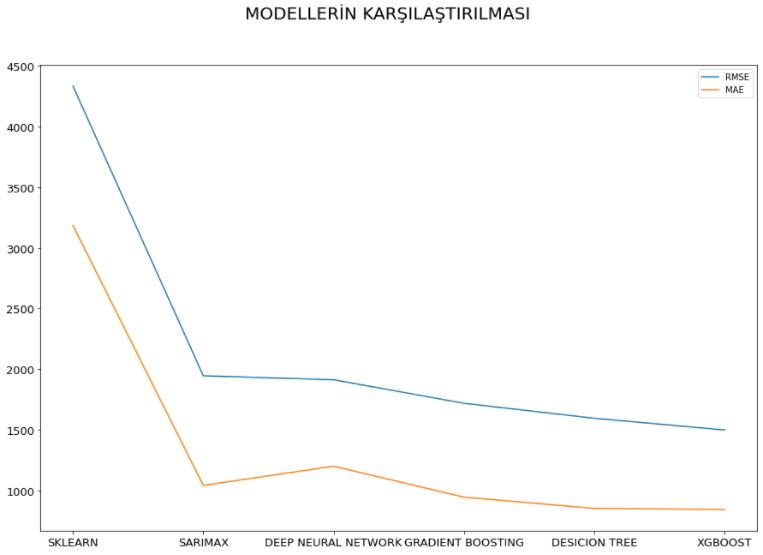 MODELLERİN KARŞILAŞTIRILMASI
RMSE
MAE
4500
4000
3500
3000
2500
2000
1500
1000
SKLEARN SARIMAX DEEP NEURAL NETWORK GRADIENT BOOSTING DESICION TREE XGBOOST